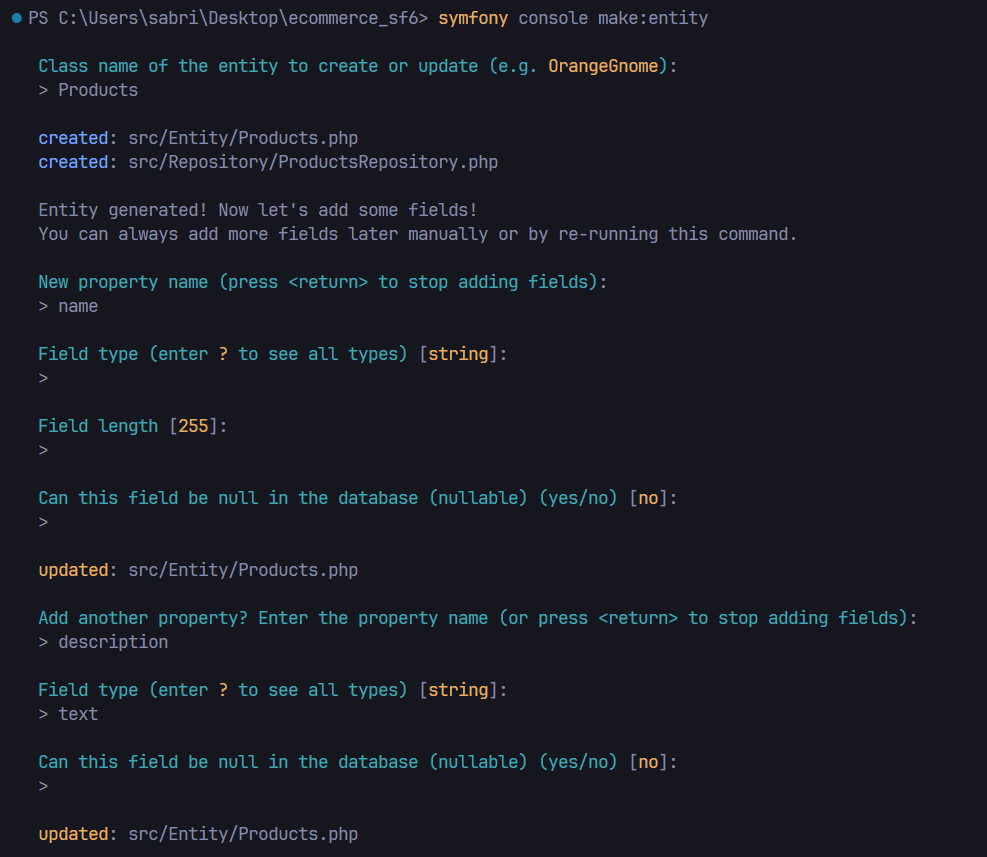 PS C:\Users\sabri\Desktop\ecommerce_sf6> symfony console make:entity
Class name of the entity to create or update (e.g. OrangeGnome):
> Products
created: src/Entity/Products.php
created: src/Repository/ProductsRepository.php
Entity generated! Now let's add some fields!
You can always add more fields later manually or by re-running this command.
New property name (press <return> to stop adding fields):
> name
Field type (enter ? to see all types) [string]:
>
Field length [255]:
>
Can this field be null in the database (nullable) (yes/no) [no]:
>
updated: src/Entity/Products.php
Add another property? Enter the property name (or press <return> to stop adding fields):
> description
Field type (enter ? to see all types) [string]:
> text
Can this field be null in the database (nullable) (yes/no) [no]:
>
updated: src/Entity/Products.php